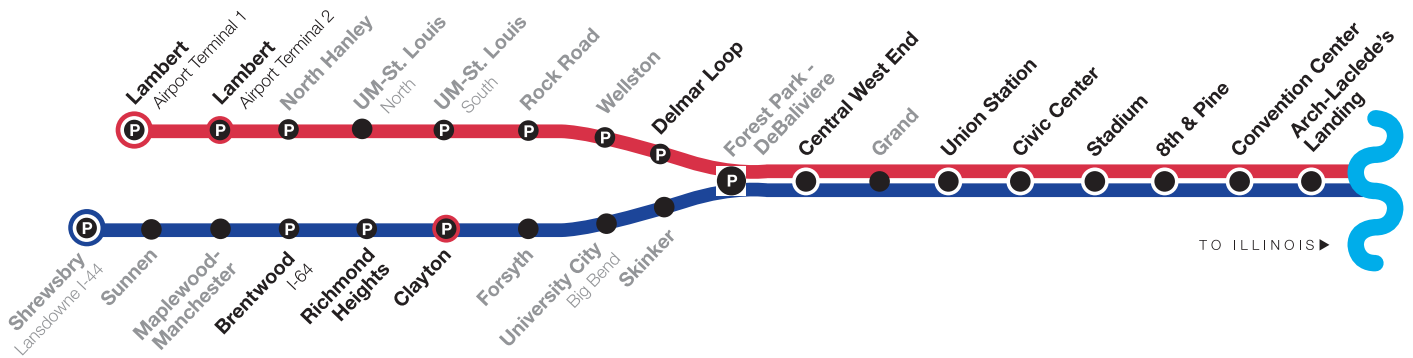 Lambert
Airport Terminal 1
Lambert
Airport Terminal 2
North Hanley
UM-St. Louis
North
UM-St. Louis
South
Rock Road
Wellston
Delmar Loop
Forest Park -
DeBaliviere
Central West End
Grand
Union Station
Civic Center
Stadium
8th & Pine
Convention Center
Arch-Laclede's
Landing
P
P
P
P
P
P
P
P
P
P
P
P
Shrewsbry
Lansdowne I-44
Sunnen
Maplewood-
Manchester
Brentwood
I-64
Richmond
Heights
Clayton
Forsyth
University City
Big Bend
Skinker
TO ILLINOIS